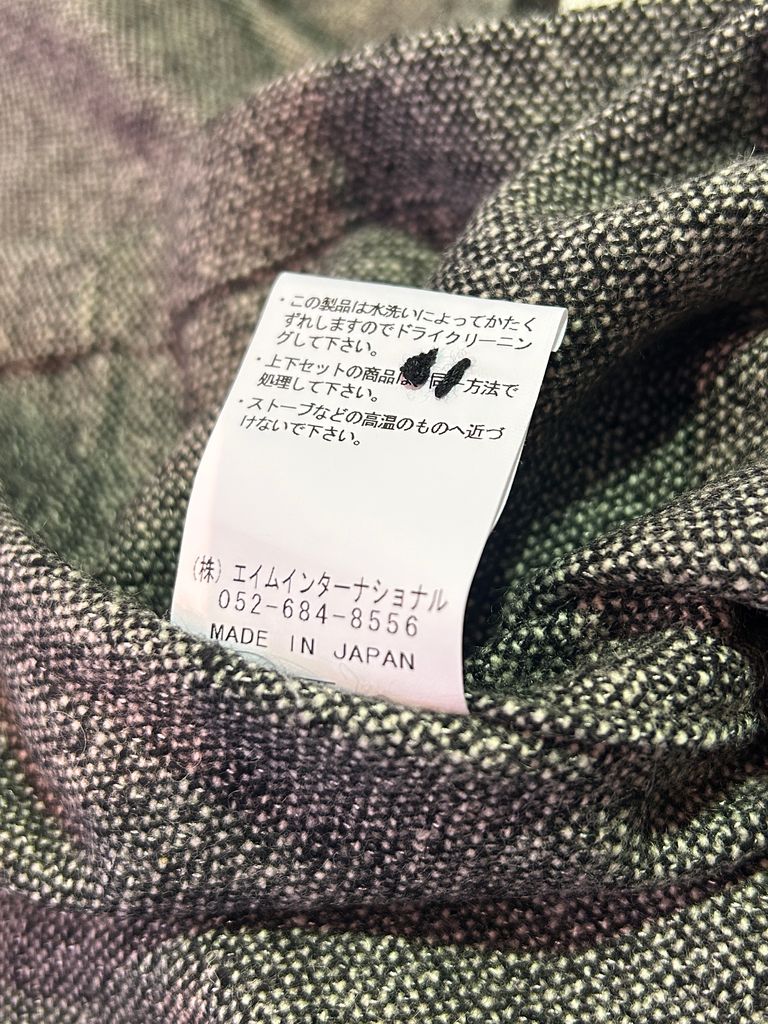 ・この製品は水洗いによってかたく
ずれしますのでドライクリーニン
グして下さい。
・上下セットの商品は 同一方法で
処理して下さい。
・ストーブなどの高温のものへ近づ
けないで下さい。
(株) エイムインターナショナル
052-684-8556
MADE IN JAPAN